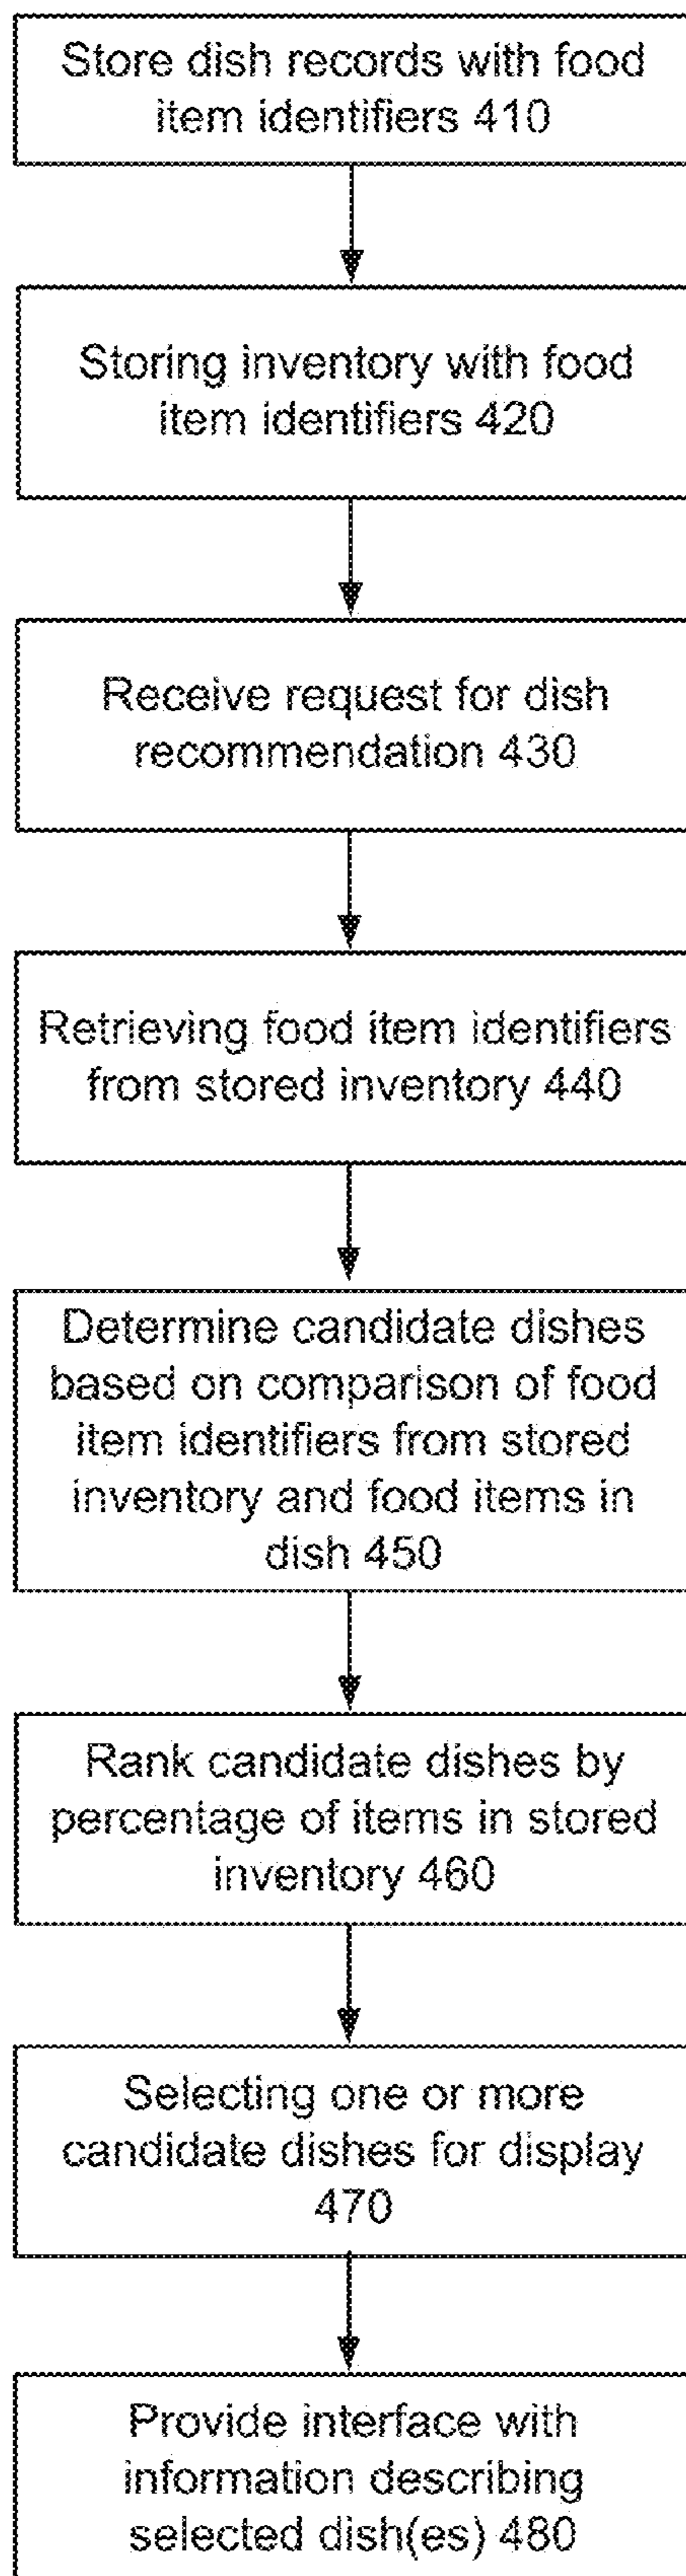 Store dish records with food
item identifiers 410
Storing inventory with food
item identifiers 420
Receive request for dish
recommendation 430
Retrieving food item identifiers
from stored inventory 440
Determine candidate dishes
based on comparison of food
item identifiers from stored
inventory and food items in
dish 450
Rank candidate dishes by
percentage of items in stored
inventory 460
Selecting one or more
candidate dishes for display
470
Provide interface with
information describing
selected dish(es) 480